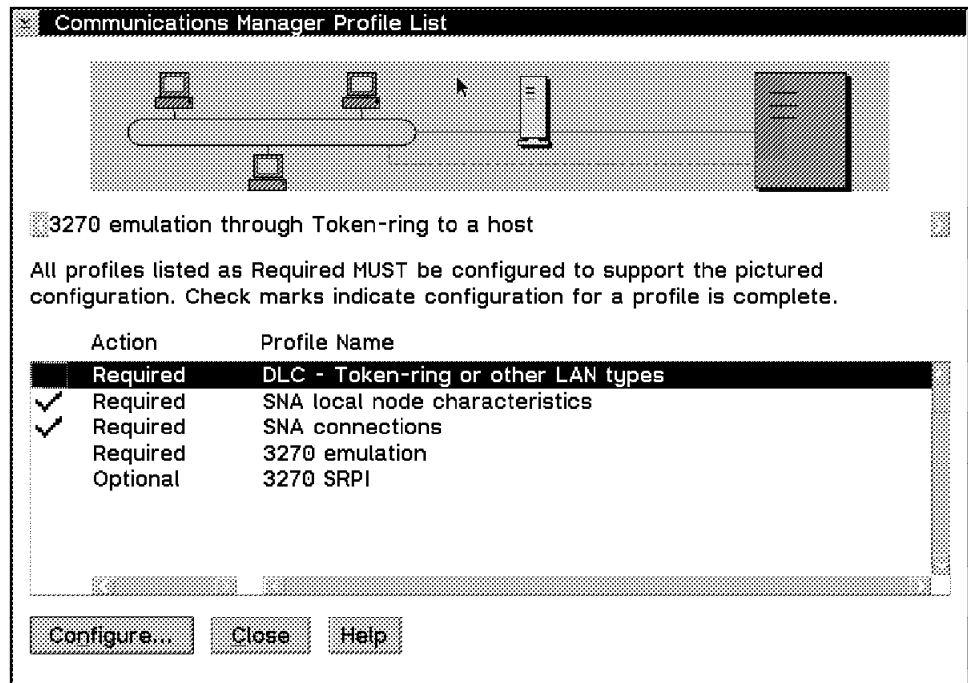 Communications Manager Profile List
3270 emulation through Token-ring to a host
All profiles listed as Required MUST be configured to support the pictured
configuration. Check marks indicate configuration for a profile is complete.
Action Profile Name
Required DLC - Token-ring or other LAN types
Required SNA local node characteristics
Required SNA connections
Required 3270 emulation
Optional 3270 SRPI
Configure... Close Help